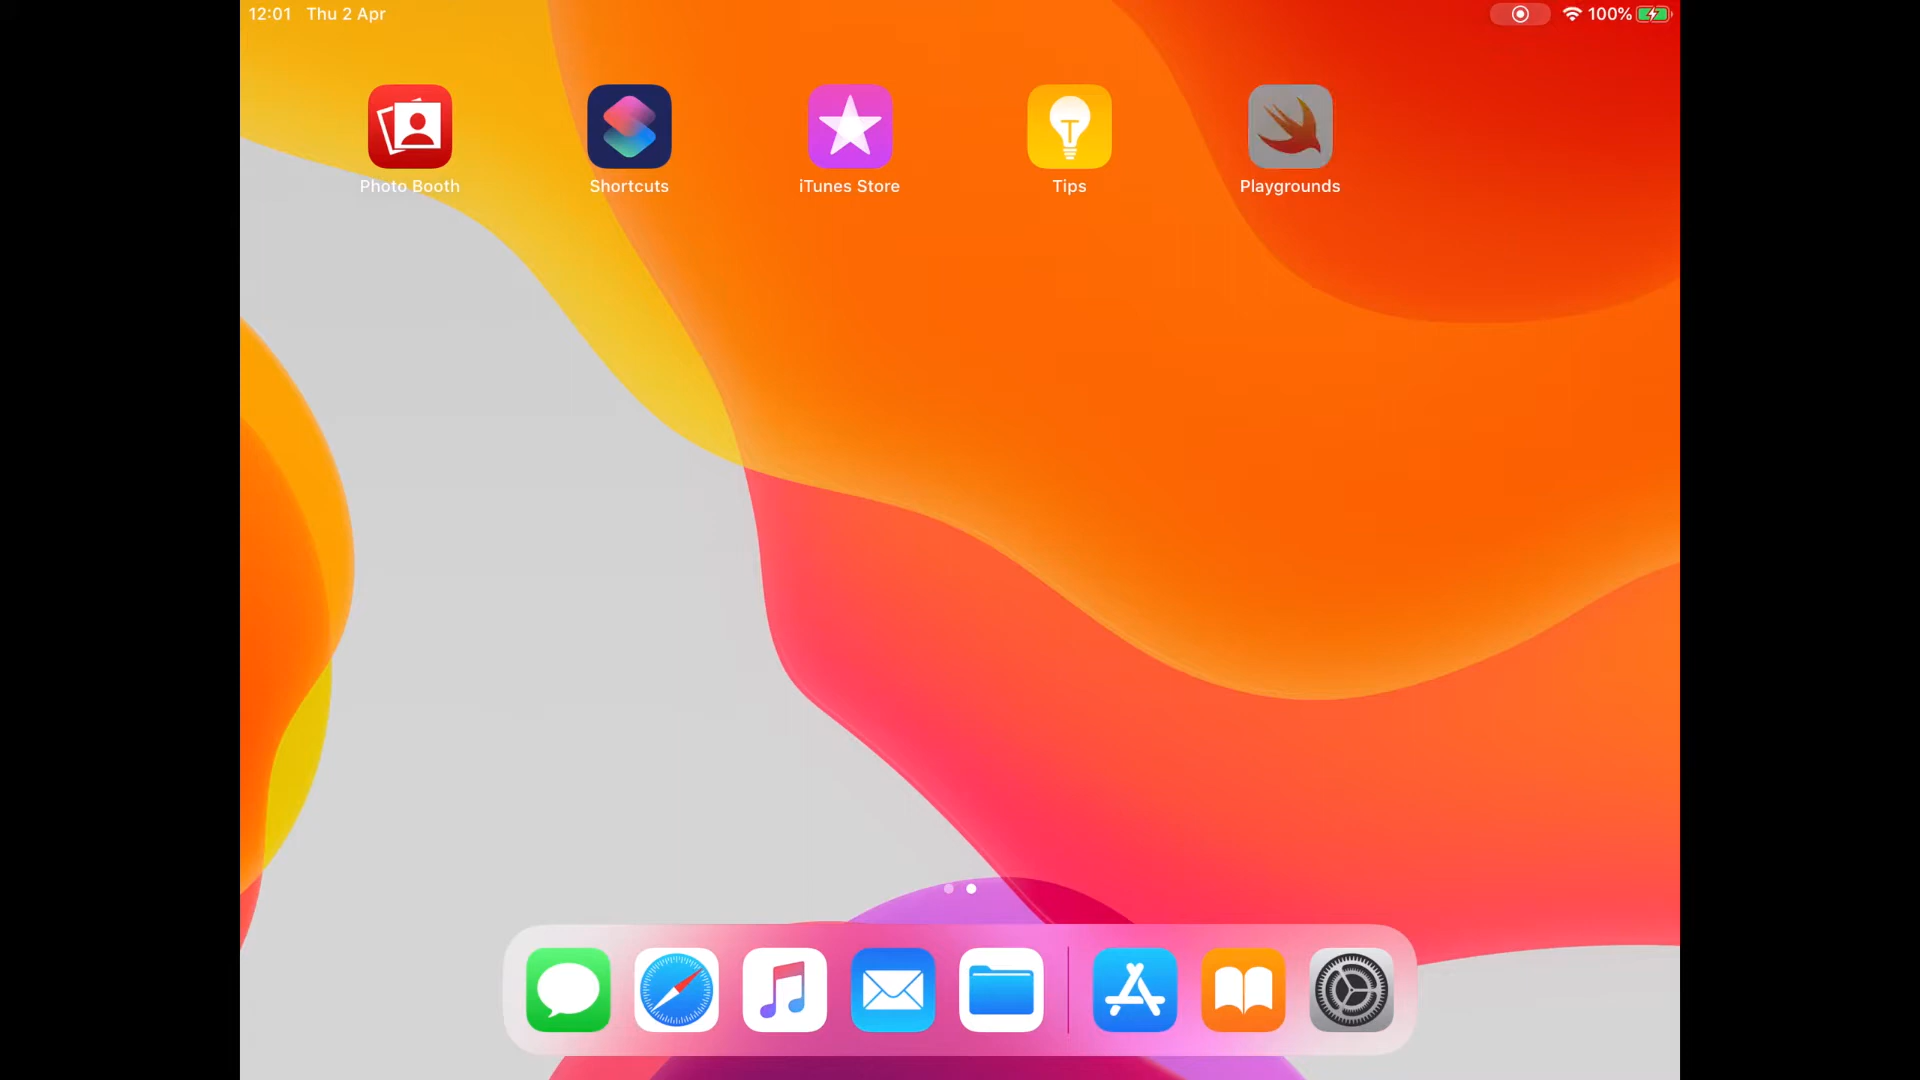 12:01 Thu 2 Apr 100%
Photo Booth Shortcuts iTunes Store Tips Playgrounds